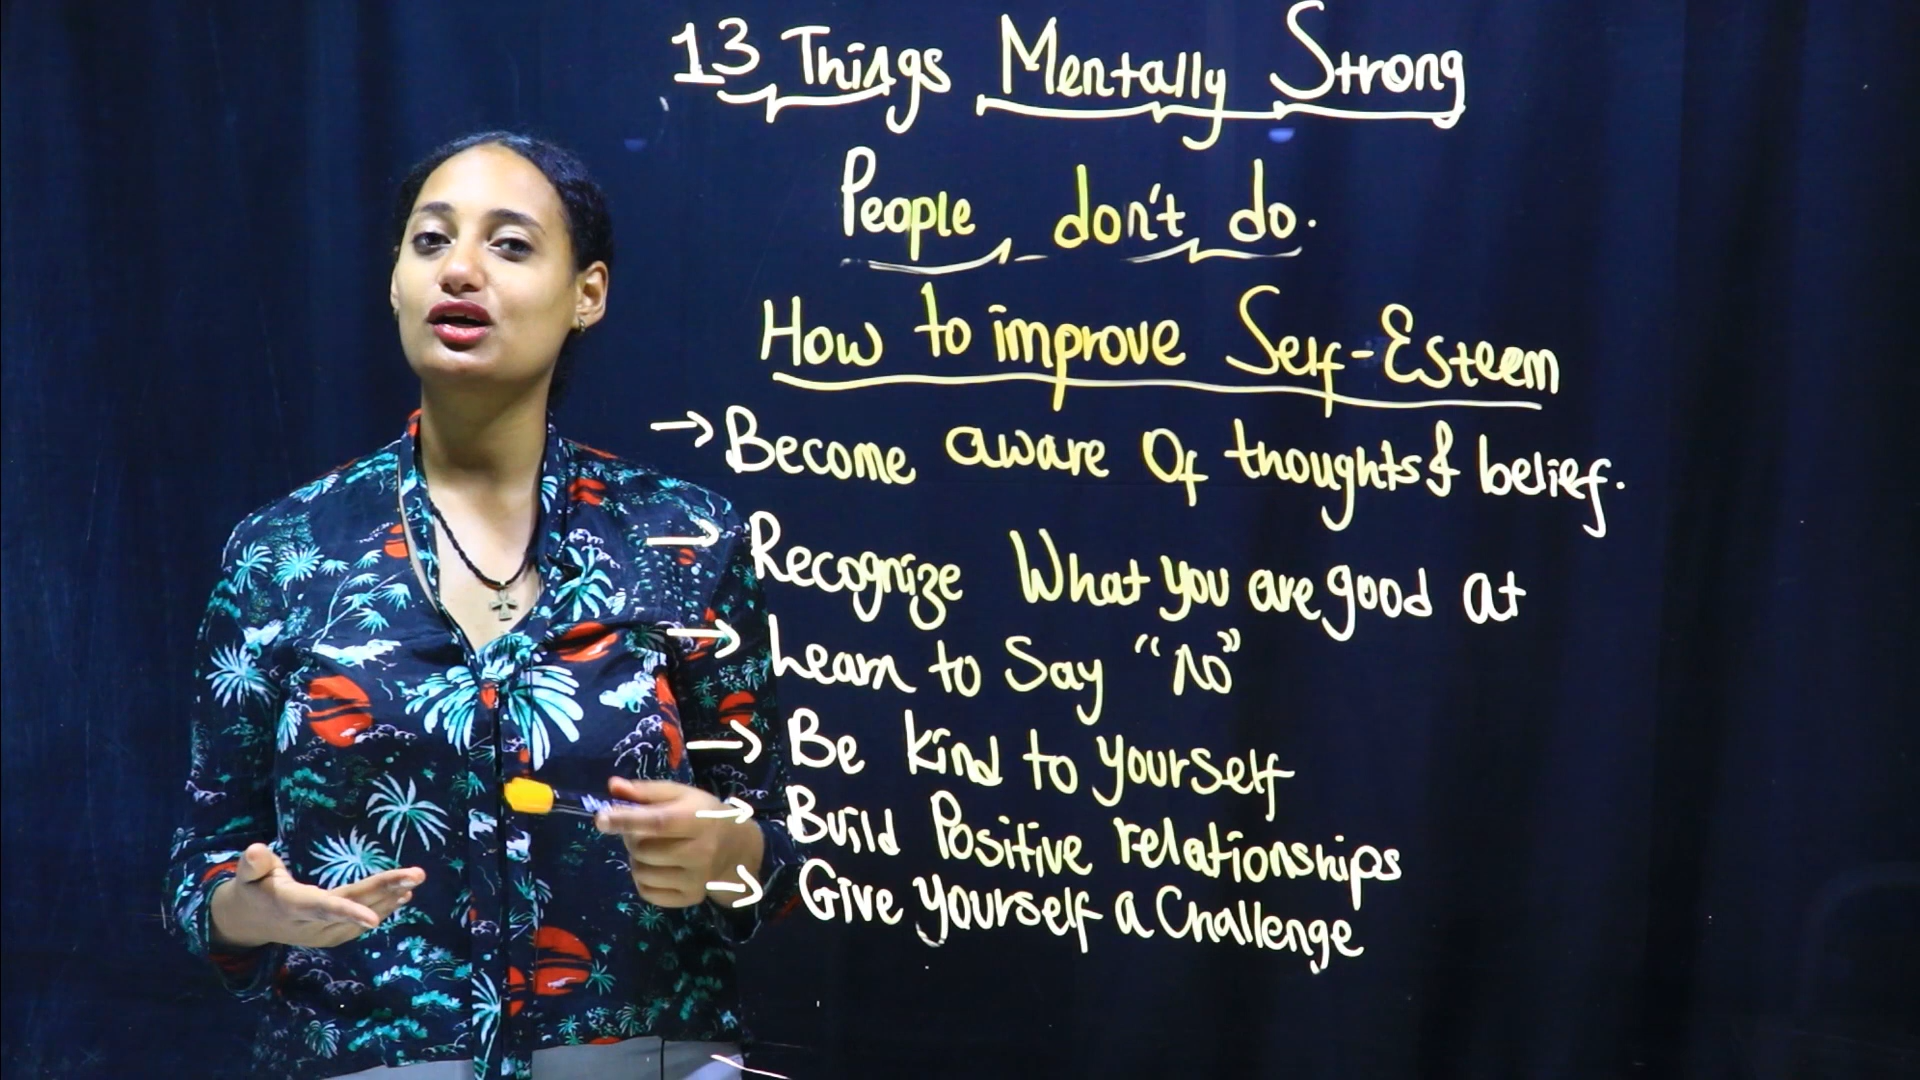 13 Things Mentally Strong
People don't do.
How to improve Self-Esteem
→ Become aware Of thoughts & belief.
→ Recognize What you are good at
→ Learn to Say "No"
→ Be kind to yourself
→ Build Positive relationships
→ Give yourself a Challenge